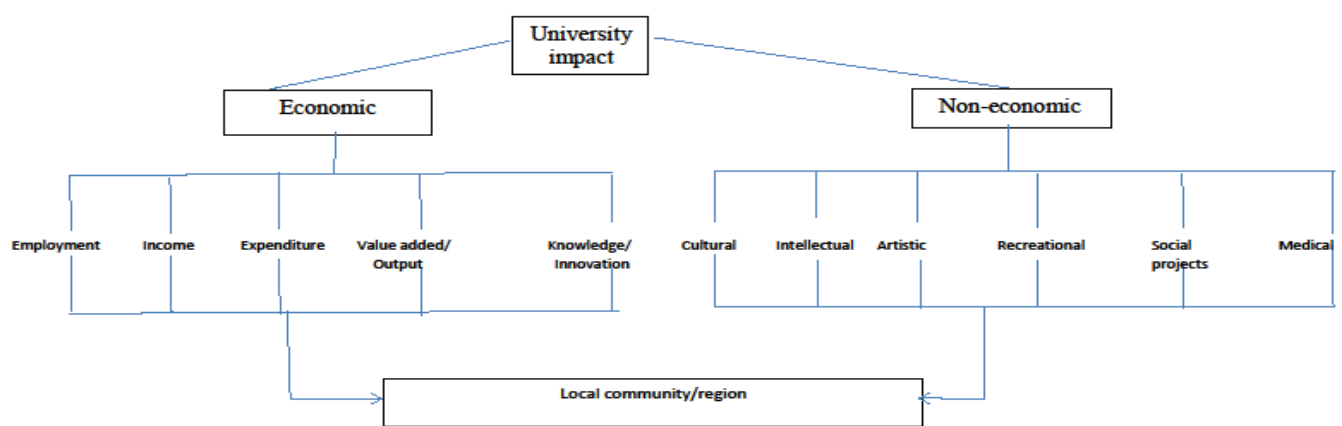 University
impact
Economic
Non-economic
Employment
Income
Expenditure
Value added/
Output
Knowledge/
Innovation
Cultural
Intellectual
Artistic
Recreational
Social
projects
Medical
Local community/region